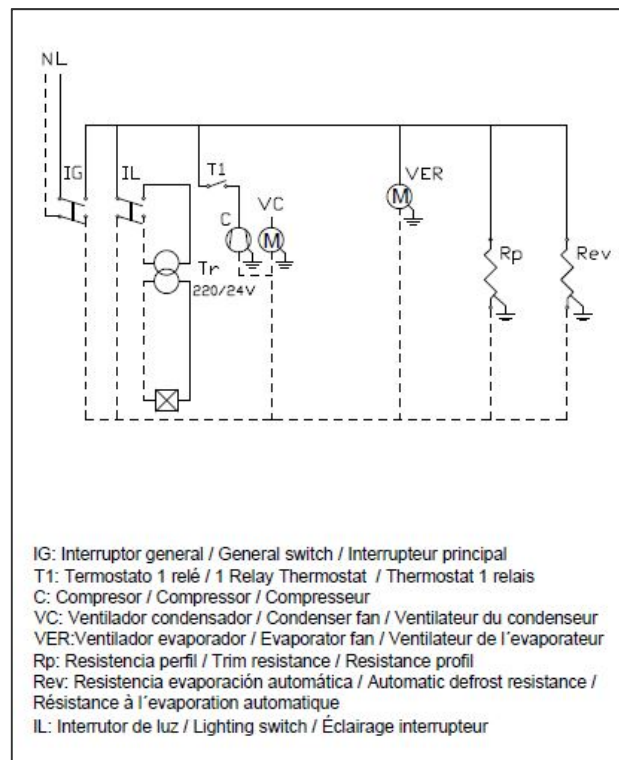 NL
IG
IL
T1
C
VC
VER
Tr
220/24V
M
M
Rp
Rev
IG: Interruptor general / General switch / Interrupteur principal
T1: Termostato 1 relé / 1 Relay Thermostat / Thermostat 1 relais
C: Compresor / Compressor / Compresseur
VC: Ventilador condensador / Condenser fan / Ventilateur du condenseur
VER:Ventilador evaporador / Evaporator fan / Ventilateur de l´evaporateur
Rp: Resistencia perfil / Trim resistance / Resistance profil
Rev: Resistencia evaporación automática / Automatic defrost resistance /
Résistance à l´evaporation automatique
IL: Interrutor de luz / Lighting switch / Éclairage interrupteur